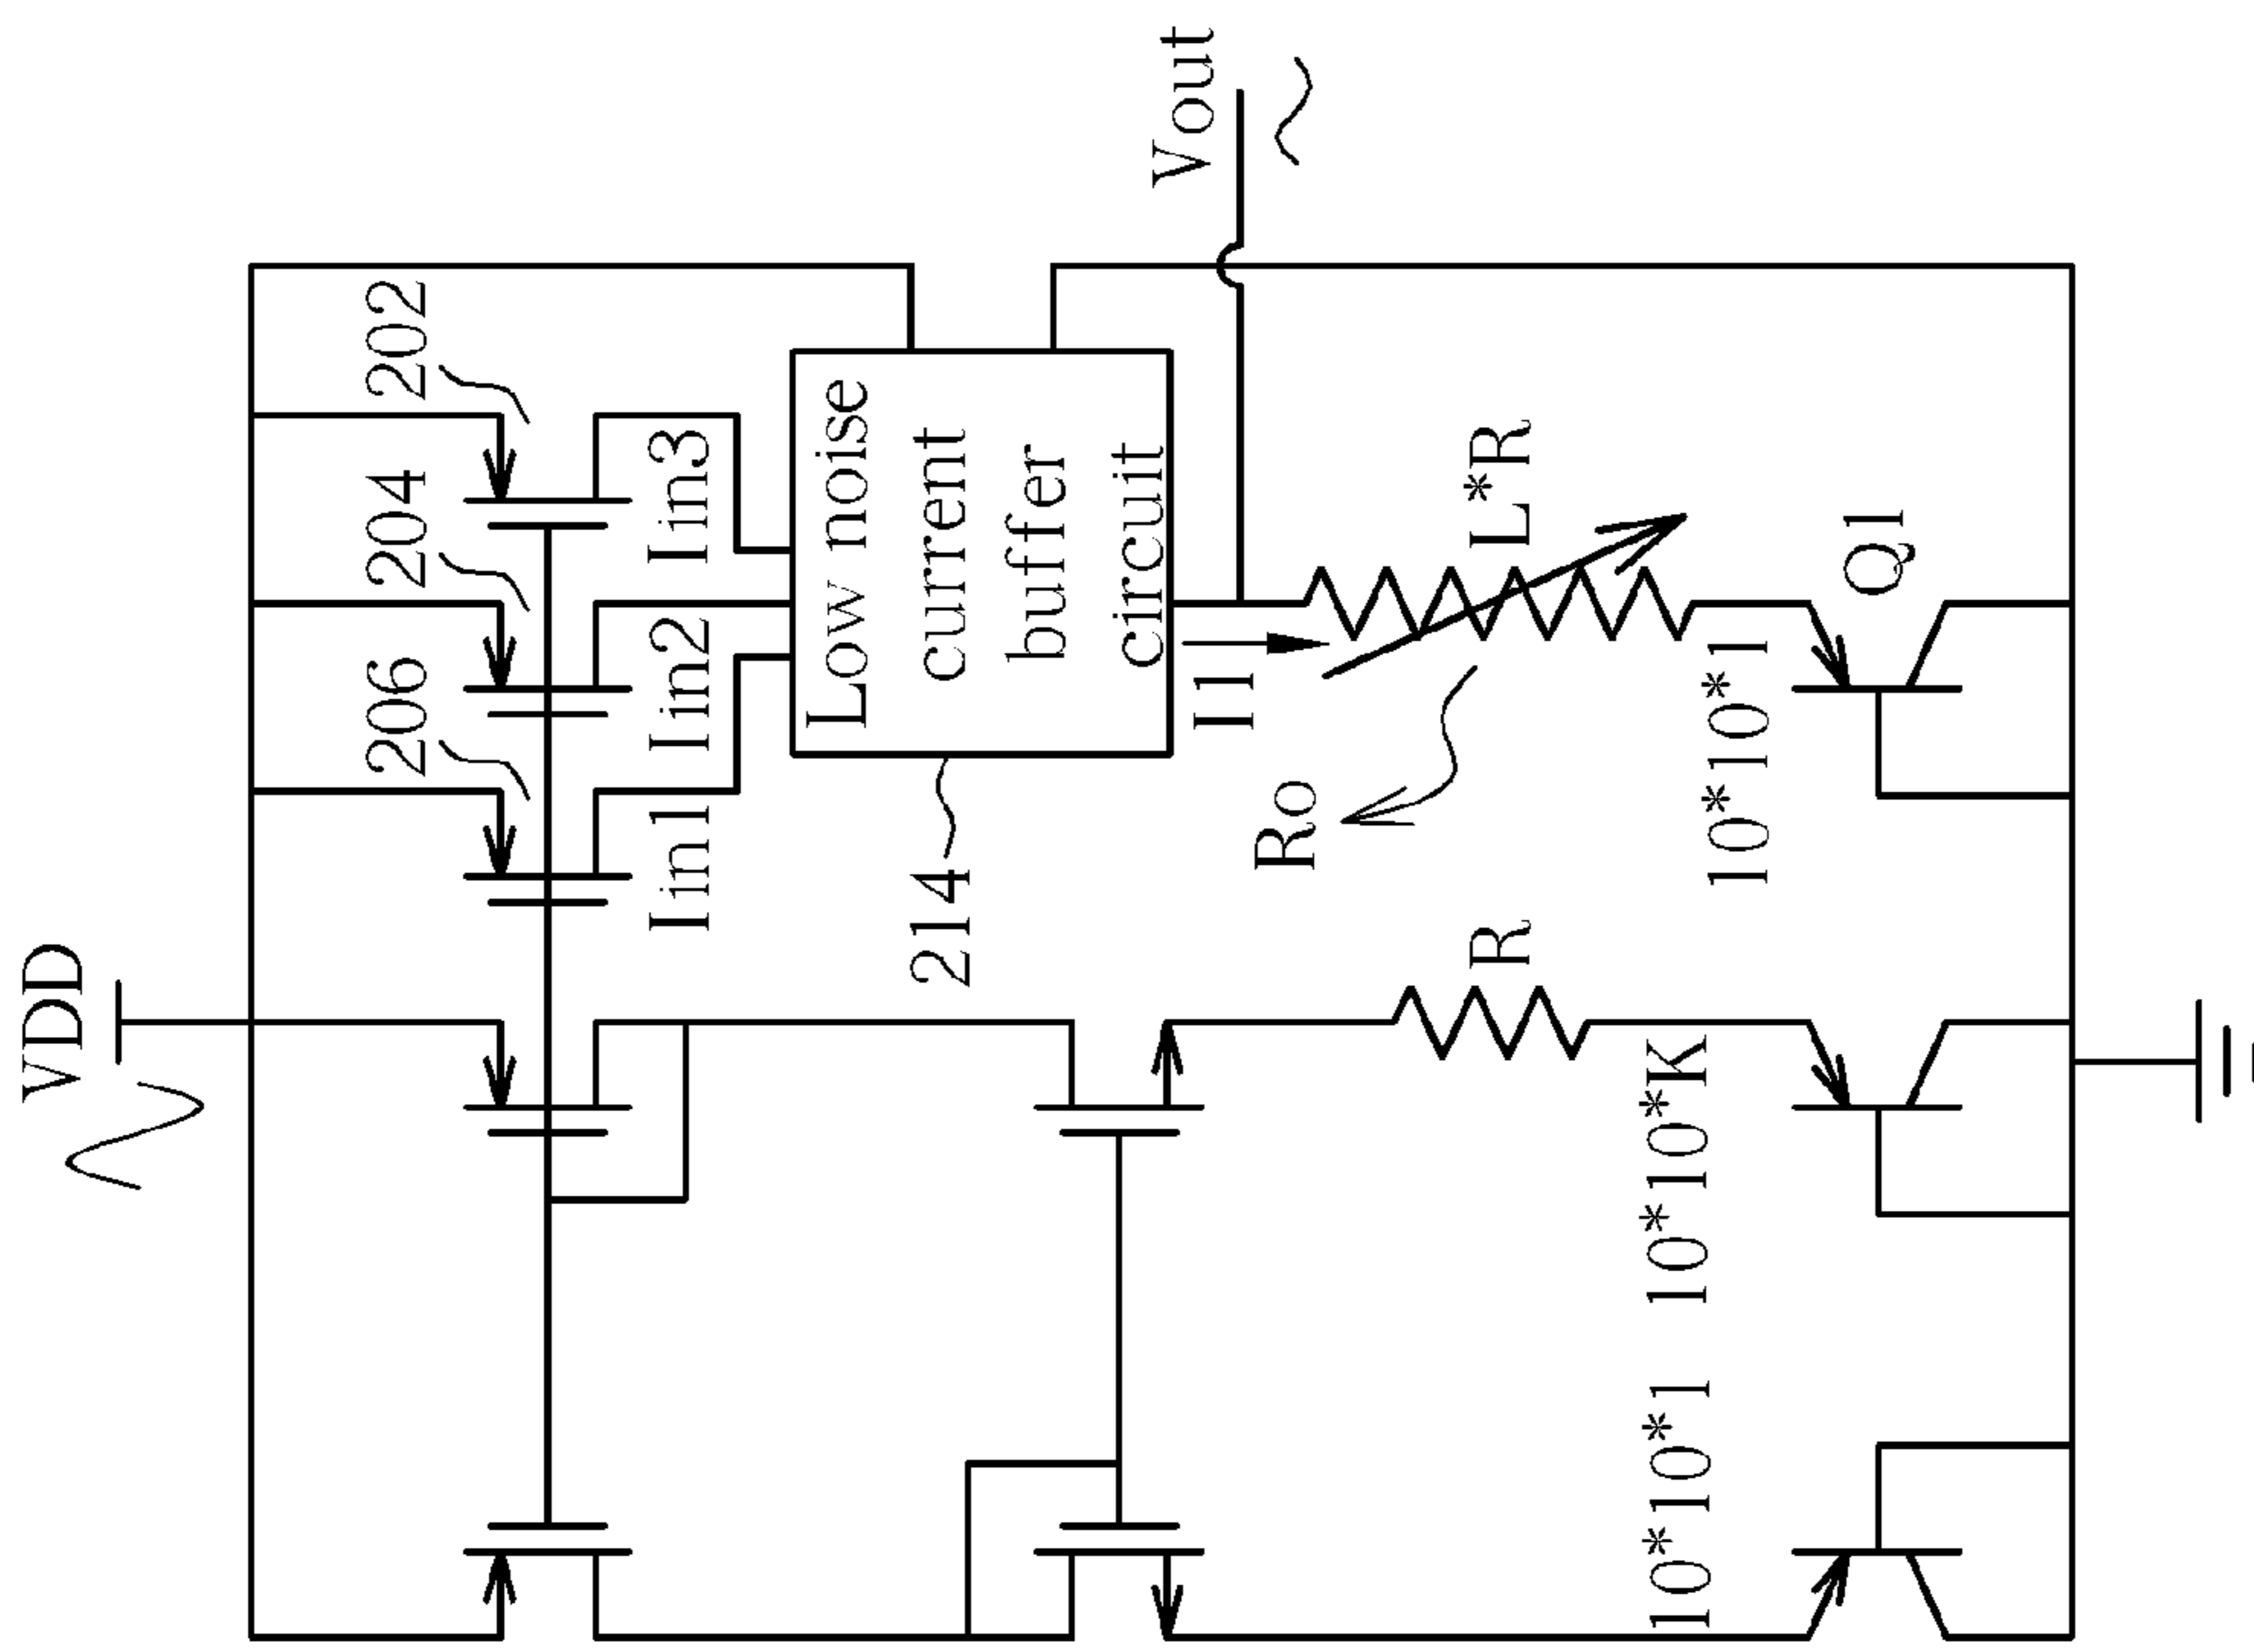 VDD
Vout
206
204
202
Iin1
Iin2
Iin3
Low noise
current
buffer
circuit
214
I1
Ro
L*R
R
Q1
10*10*1
10*10*K
10*10*1